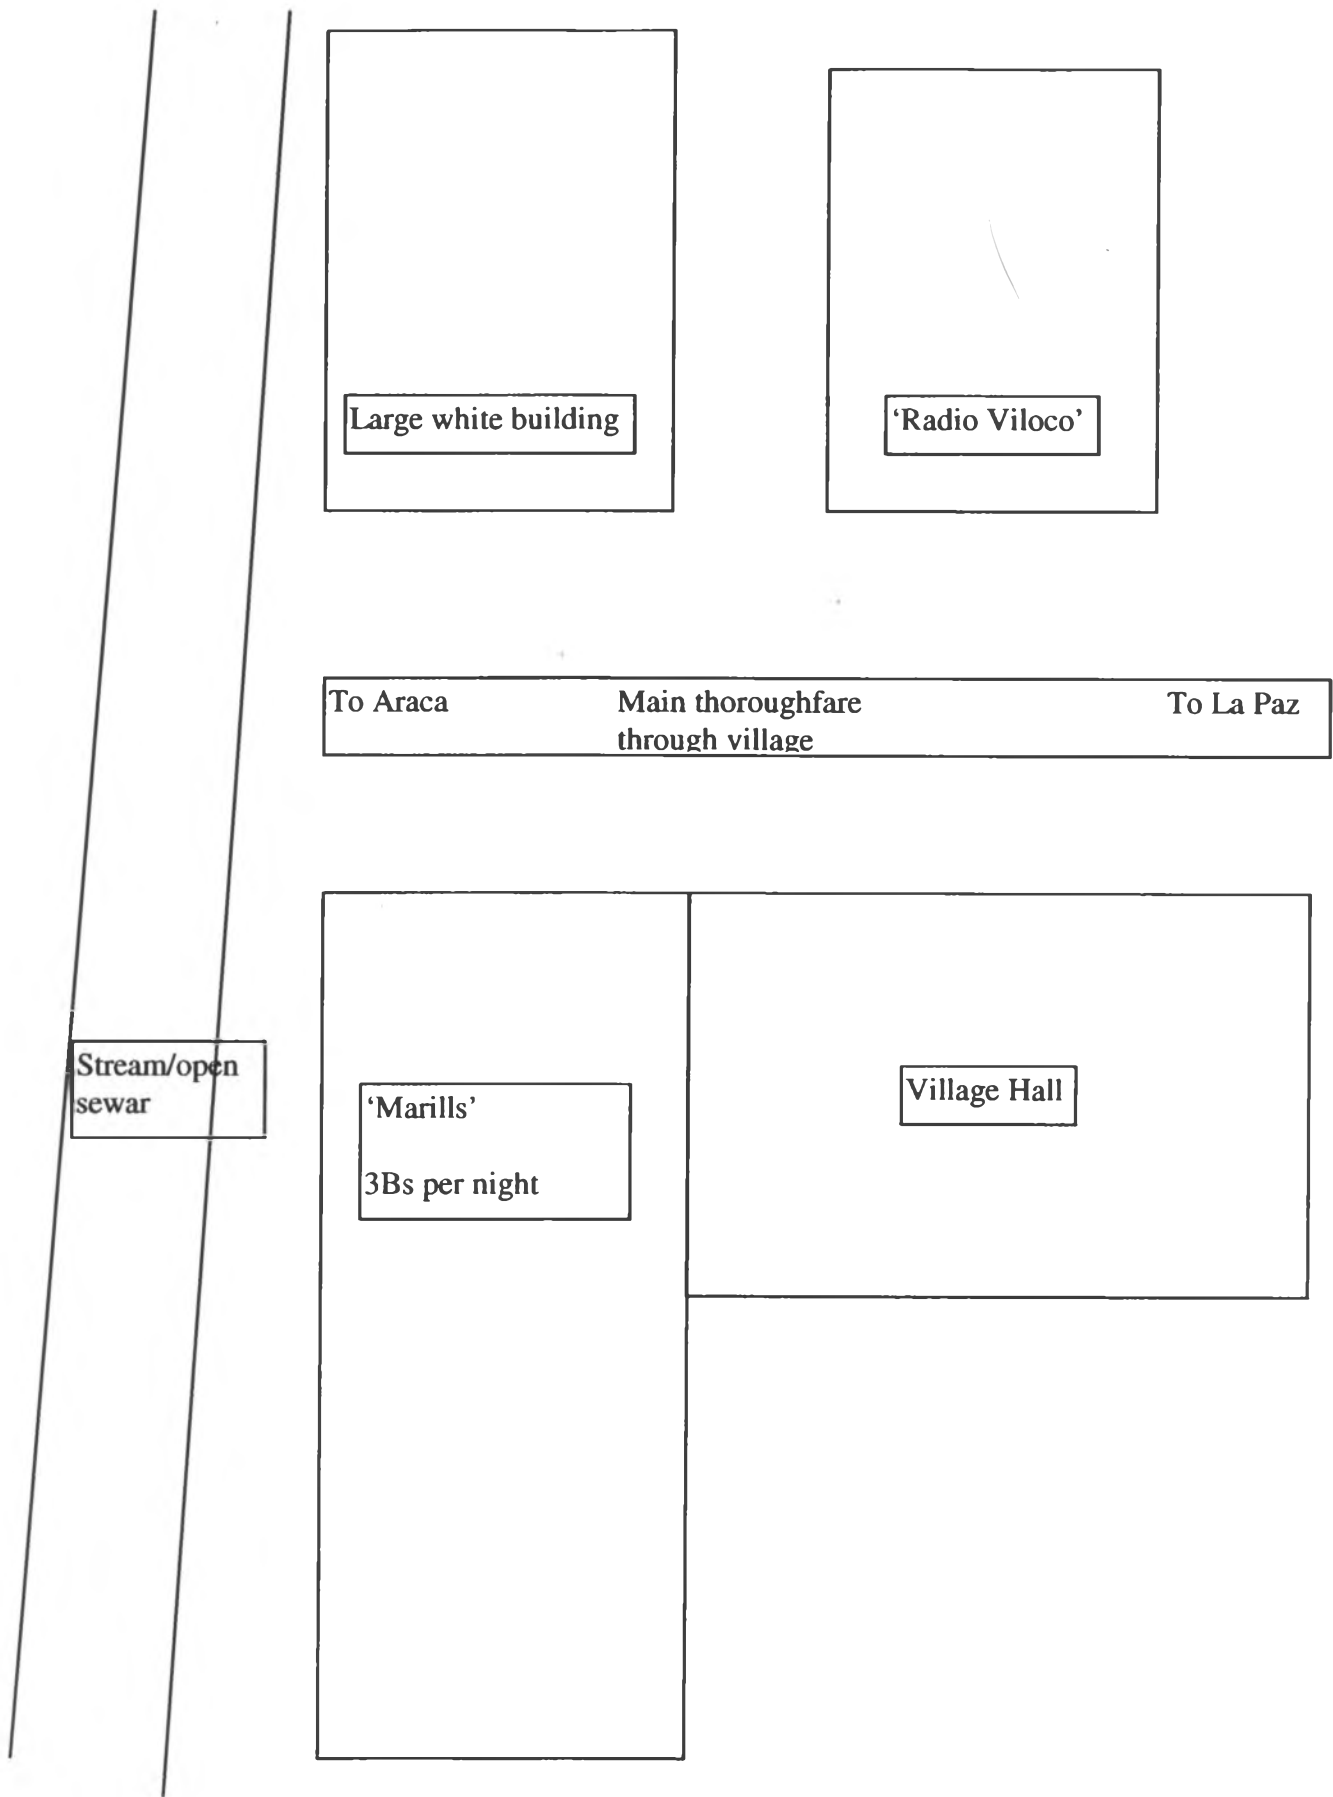 Large white building
‘Radio Viloco’
To Araca
Main thoroughfare
through village
To La Paz
Stream/open
sewar
‘Marills’
3Bs per night
Village Hall